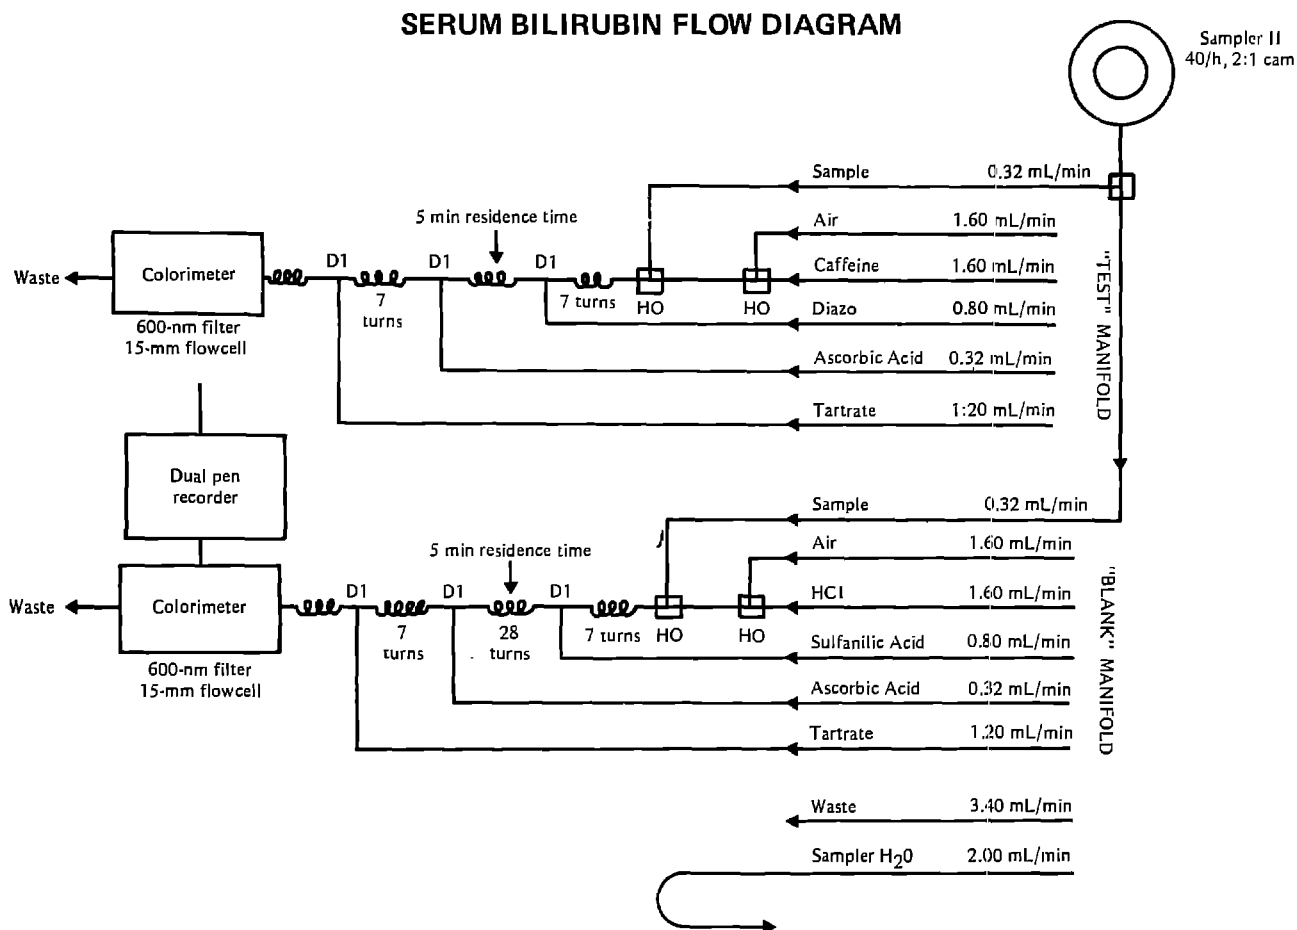 SERUM BILIRUBIN FLOW DIAGRAM
Sampler II
40/h, 2:1 cam
Sample 0.32 mL/min
Air 1.60 mL/min
Caffeine 1.60 mL/min
Diazo 0.80 mL/min
Ascorbic Acid 0.32 mL/min
Tartrate 1:20 mL/min
"TEST" MANIFOLD
5 min residence time
Waste
Colorimeter
D1
D1
D1
7
turns
7 turns
HO
HO
600-nm filter
15-mm flowcell
Dual pen
recorder
Sample 0.32 mL/min
Air 1.60 mL/min
HCl 1.60 mL/min
Sulfanilic Acid 0.80 mL/min
Ascorbic Acid 0.32 mL/min
Tartrate 1.20 mL/min
"BLANK" MANIFOLD
5 min residence time
Waste
Colorimeter
D1
D1
D1
7
turns
28
turns
7 turns
HO
HO
600-nm filter
15-mm flowcell
Waste 3.40 mL/min
Sampler H20 2.00 mL/min